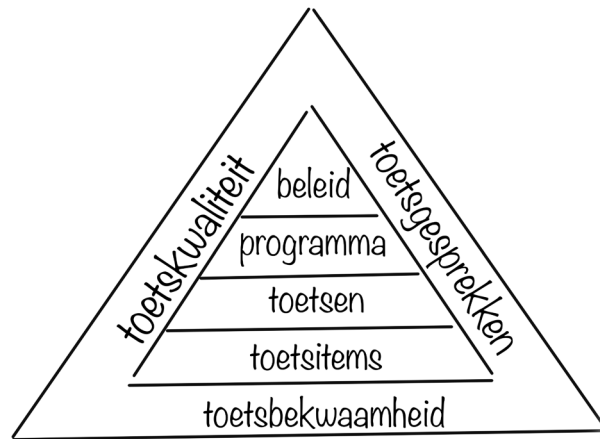 toetskwaliteit
toetsgesprekken
beleid
programma
toetsen
toetsitems
toetsbekwaamheid